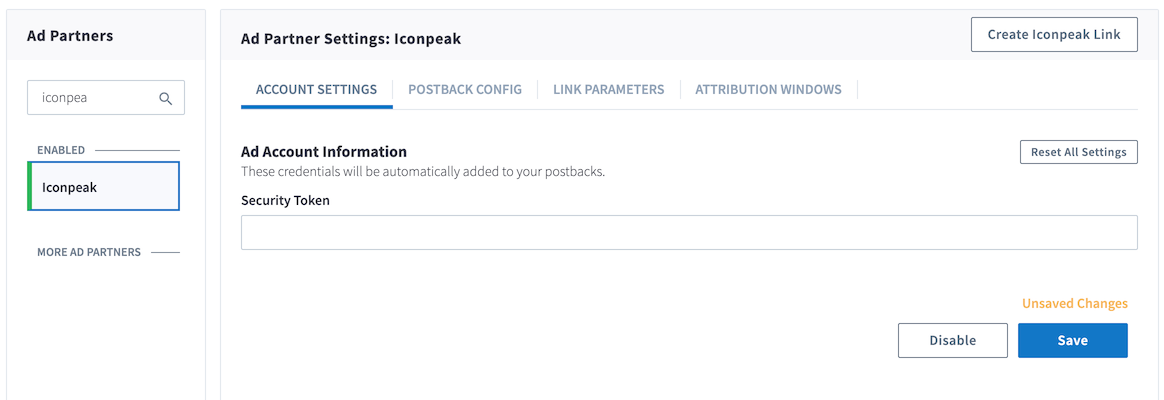 Ad Partners
iconpea
ENABLED
Iconpeak
MORE AD PARTNERS
Ad Partner Settings: Iconpeak
Create Iconpeak Link
ACCOUNT SETTINGS
POSTBACK CONFIG
LINK PARAMETERS
ATTRIBUTION WINDOWS
Ad Account Information
Reset All Settings
These credentials will be automatically added to your postbacks.
Security Token
Unsaved Changes
Disable
Save